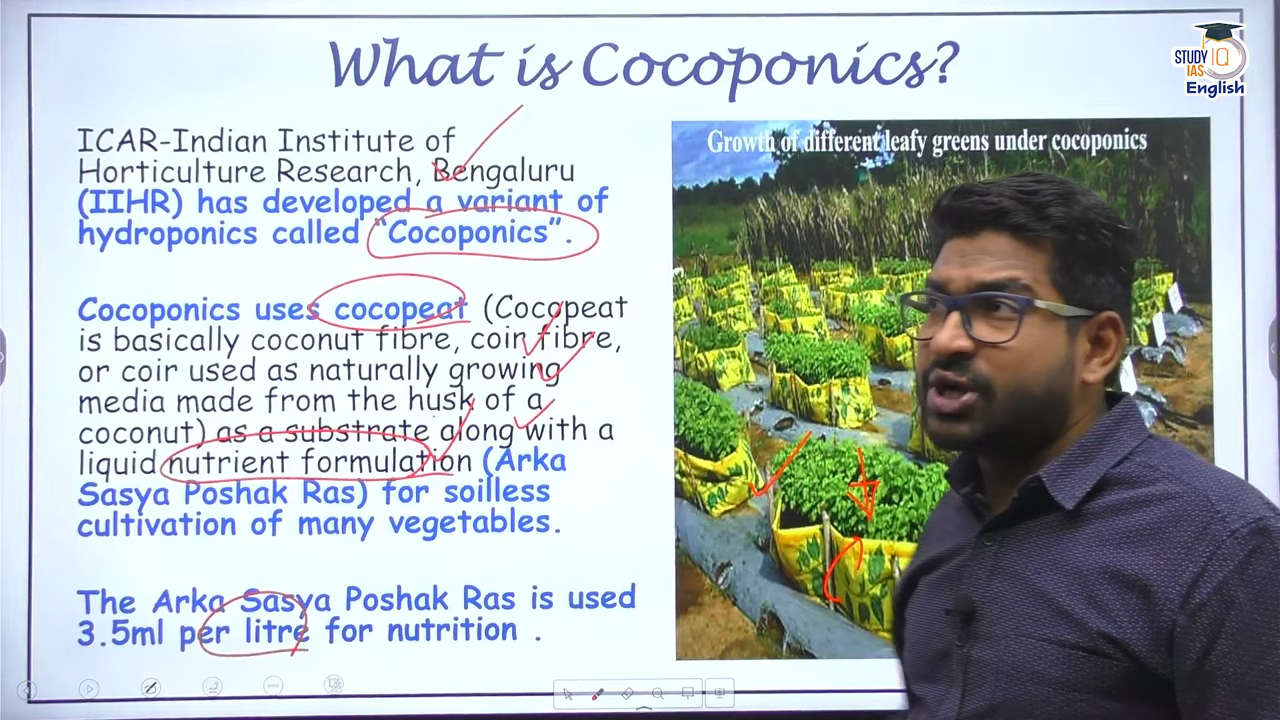 What is Cocoponics?
STUDY IQ
IAS
English
ICAR-Indian Institute of
Horticulture Research, Bengaluru
(IIHR) has developed a variant of
hydroponics called "Cocoponics".
Cocoponics uses cocopeat (Cocopeat
is basically coconut fibre, coir fibre,
or coir used as naturally growing
media made from the husk of a
coconut) as a substrate along with a
liquid nutrient formulation (Arka
Sasya Poshak Ras) for soilless
cultivation of many vegetables.
The Arka Sasya Poshak Ras is used
3.5ml per litre for nutrition .
Growth of different leafy greens under cocoponics